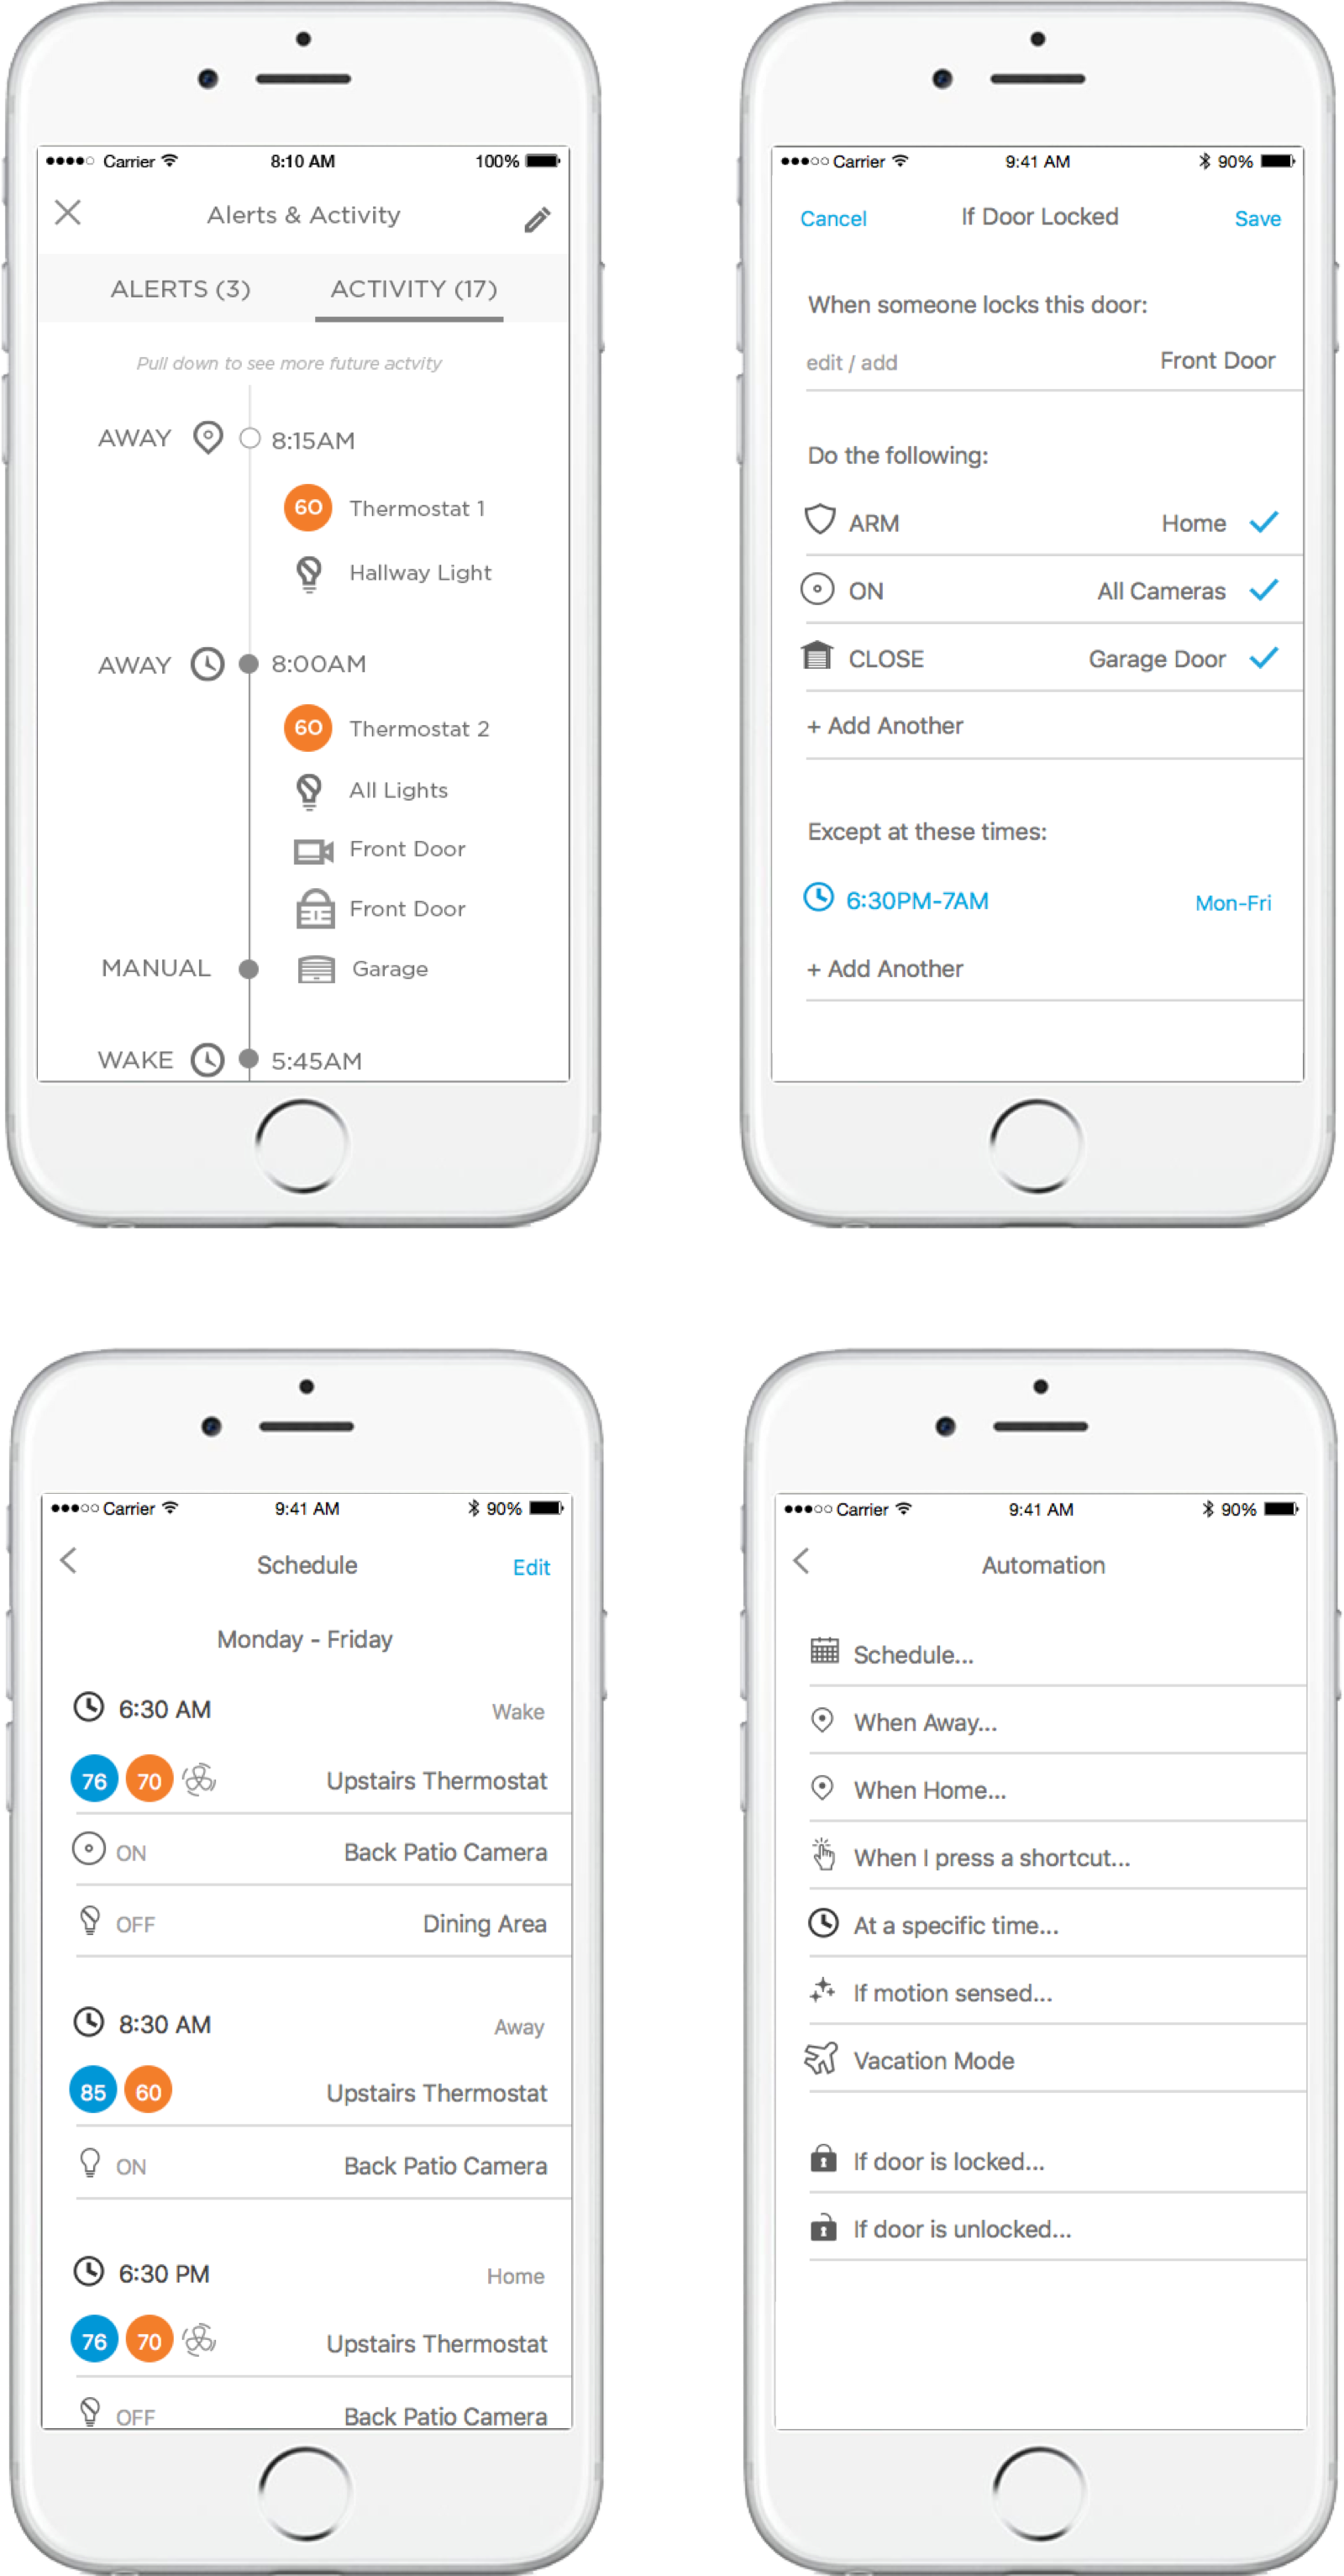 Carrier 8:10 AM 100%
Alerts & Activity
ALERTS (3) ACTIVITY (17)
Pull down to see more future actvity
AWAY 8:15AM
60 Thermostat 1
Hallway Light
AWAY 8:00AM
60 Thermostat 2
All Lights
Front Door
Front Door
MANUAL Garage
WAKE 5:45AM
Carrier 9:41 AM 90%
Cancel If Door Locked Save
When someone locks this door:
edit / add Front Door
Do the following:
ARM Home
ON All Cameras
CLOSE Garage Door
+ Add Another
Except at these times:
6:30PM-7AM Mon-Fri
+ Add Another
Carrier 9:41 AM 90%
Schedule Edit
Monday - Friday
6:30 AM Wake
76 70 Upstairs Thermostat
ON Back Patio Camera
OFF Dining Area
8:30 AM Away
85 60 Upstairs Thermostat
ON Back Patio Camera
6:30 PM Home
76 70 Upstairs Thermostat
OFF Back Patio Camera
Carrier 9:41 AM 90%
Automation
Schedule...
When Away...
When Home...
When I press a shortcut...
At a specific time...
If motion sensed...
Vacation Mode
If door is locked...
If door is unlocked...